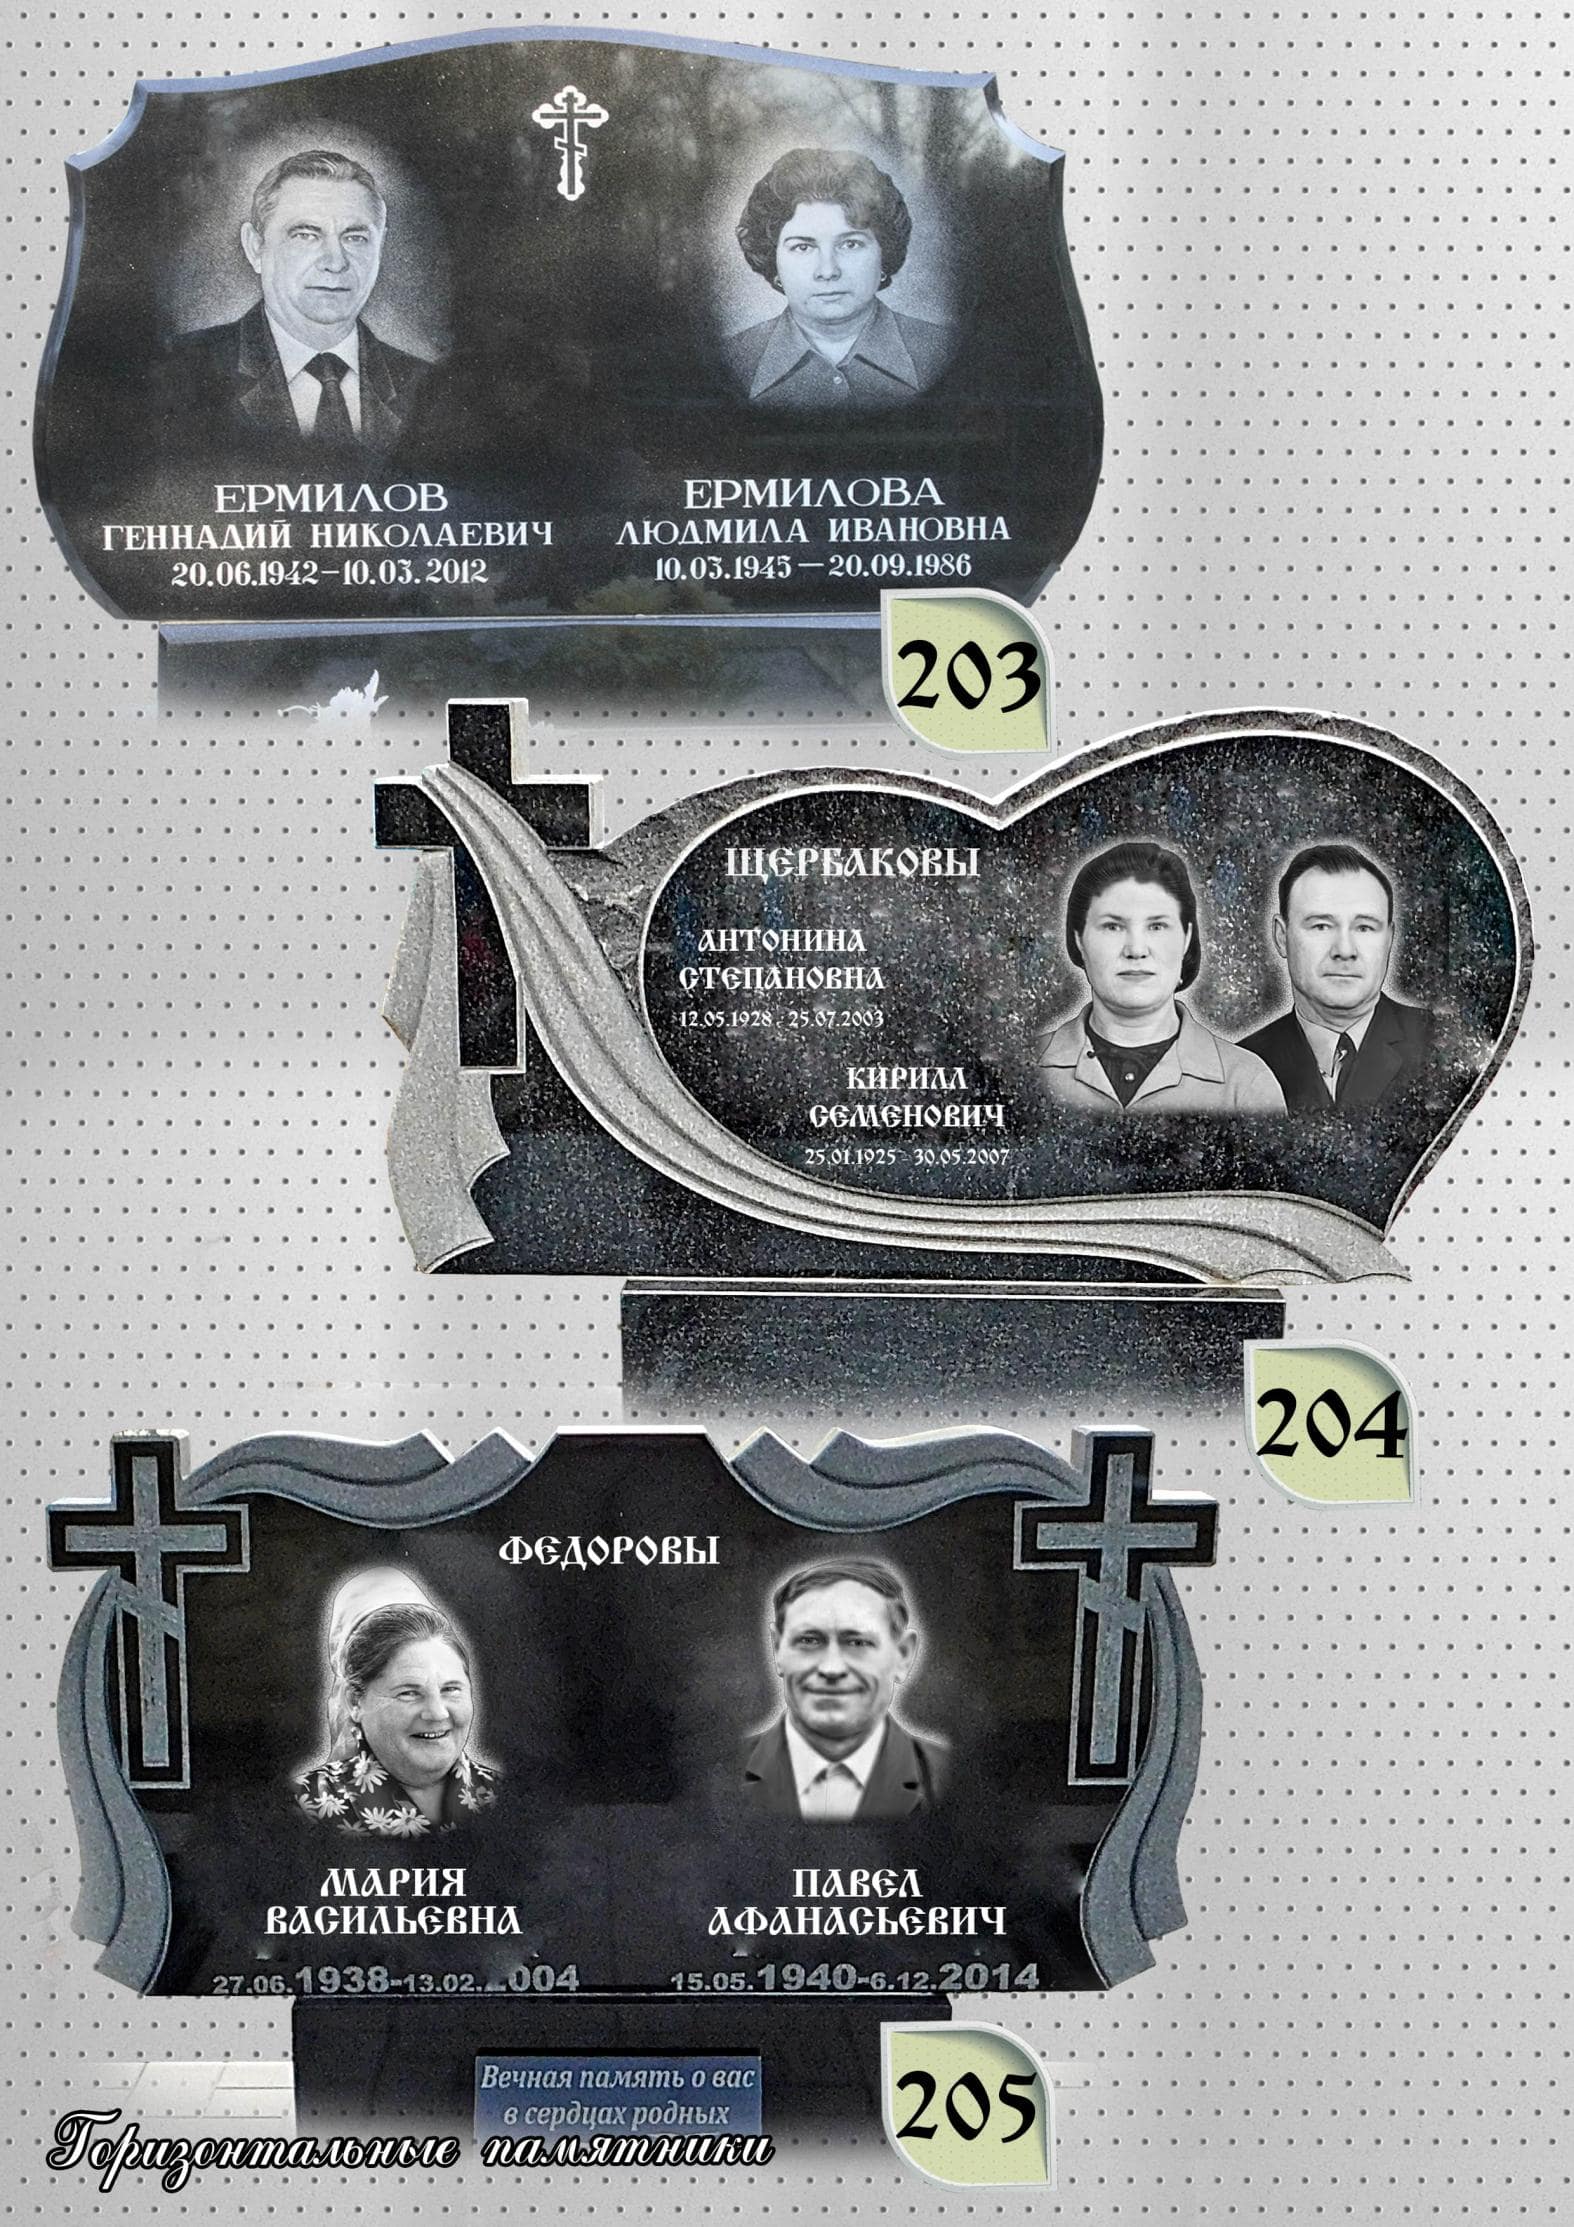 ЕРМИЛОВ
ГЕННАДИЙ НИКОЛАЕВИЧ
20.06.1942–10.03.2012
ЕРМИЛОВА
ЛЮДМИЛА ИВАНОВНА
10.03.1945 — 20.09.1986
203
ЩЕРБАКОВЫ
АНТОНИНА
СТЕПАНОВНА
12.05.1928 - 25.07.2003
КИРИЛЛ
СЕМЕНОВИЧ
25.01.1925 - 30.05.2007
204
ФЕДОРОВЫ
МАРИЯ
ВАСИЛЬЕВНА
27.06.1938-13.02.2004
ПАВЕЛ
АФАНАСЬЕВИЧ
15.05.1940-6.12.2014
Вечная память о вас
в сердцах родных
205
Горизонтальные памятники